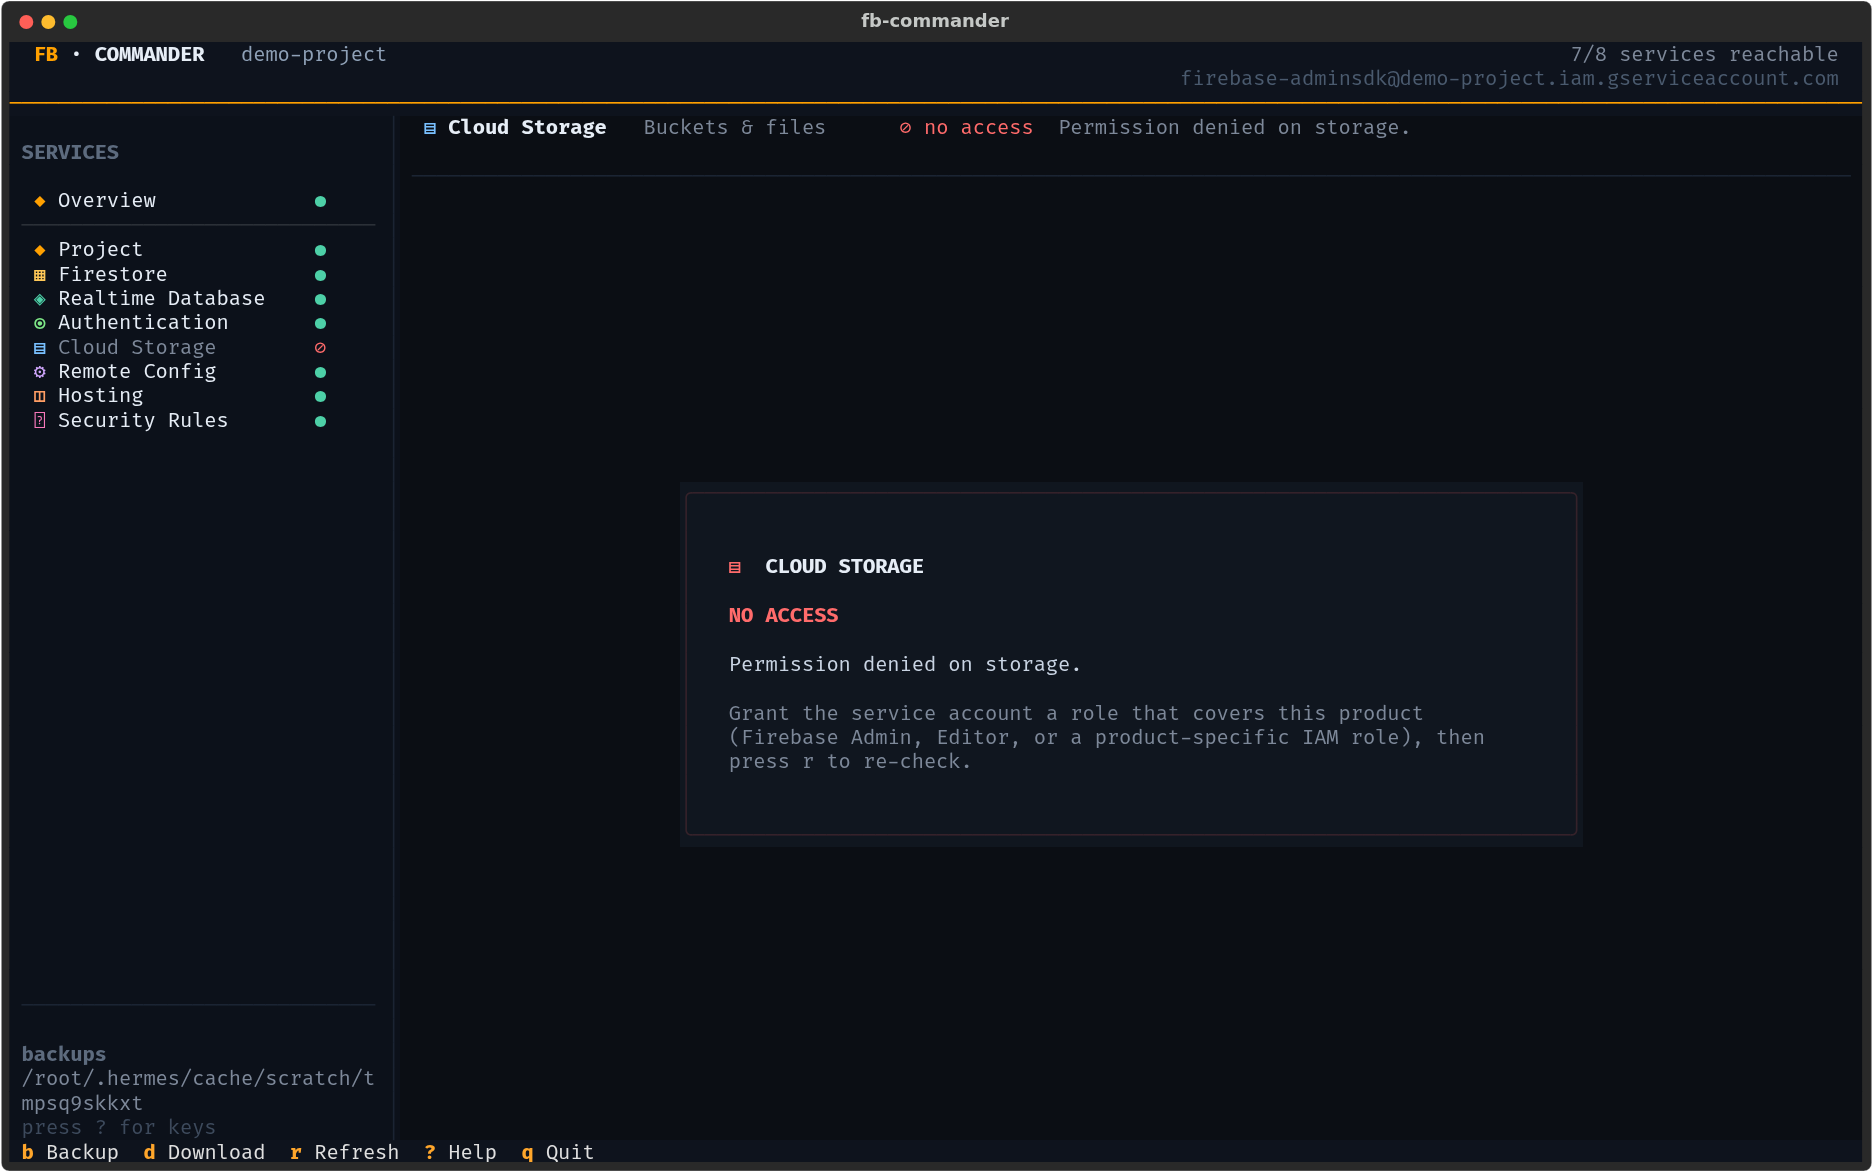 fb-commander
FB • COMMANDER demo-project 7/8 services reachable
firebase-adminsdk@demo-project.iam.gserviceaccount.com
Cloud Storage Buckets & files ⊘ no access Permission denied on storage.
SERVICES
Overview
Project
Firestore
Realtime Database
Authentication
Cloud Storage
Remote Config
Hosting
Security Rules
CLOUD STORAGE
NO ACCESS
Permission denied on storage.
Grant the service account a role that covers this product
(Firebase Admin, Editor, or a product-specific IAM role), then
press r to re-check.
backups
/root/.hermes/cache/scratch/t
mpsq9skkxt
press ? for keys
b Backup d Download r Refresh ? Help q Quit